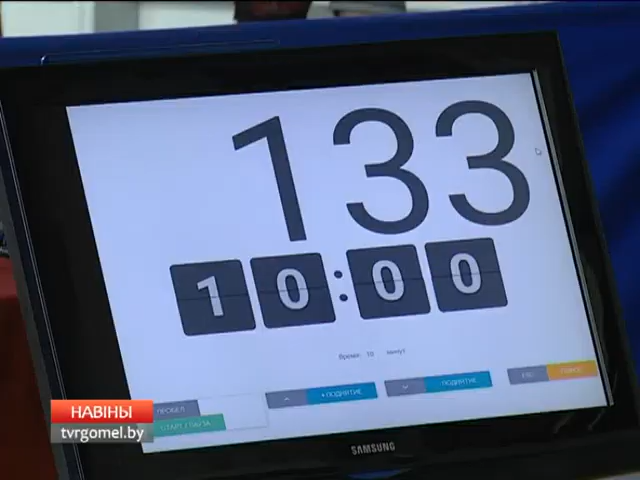 133
10:00
Время: 10 минут
ПРОБЕЛ
СТАРТ / ПАУЗА
+ ПОДНЯТИЕ
- ПОДНЯТИЕ
НАВІНЫ
tvrgomel.by
SAMSUNG